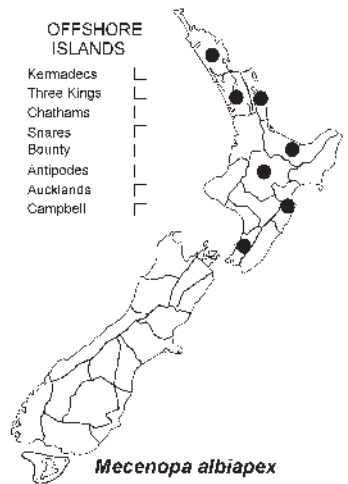 OFFSHORE
ISLANDS
Kermadecs
Three Kings
Chathams
Snares
Bounty
Antipodes
Aucklands
Campbell
Mecenopa albiapex